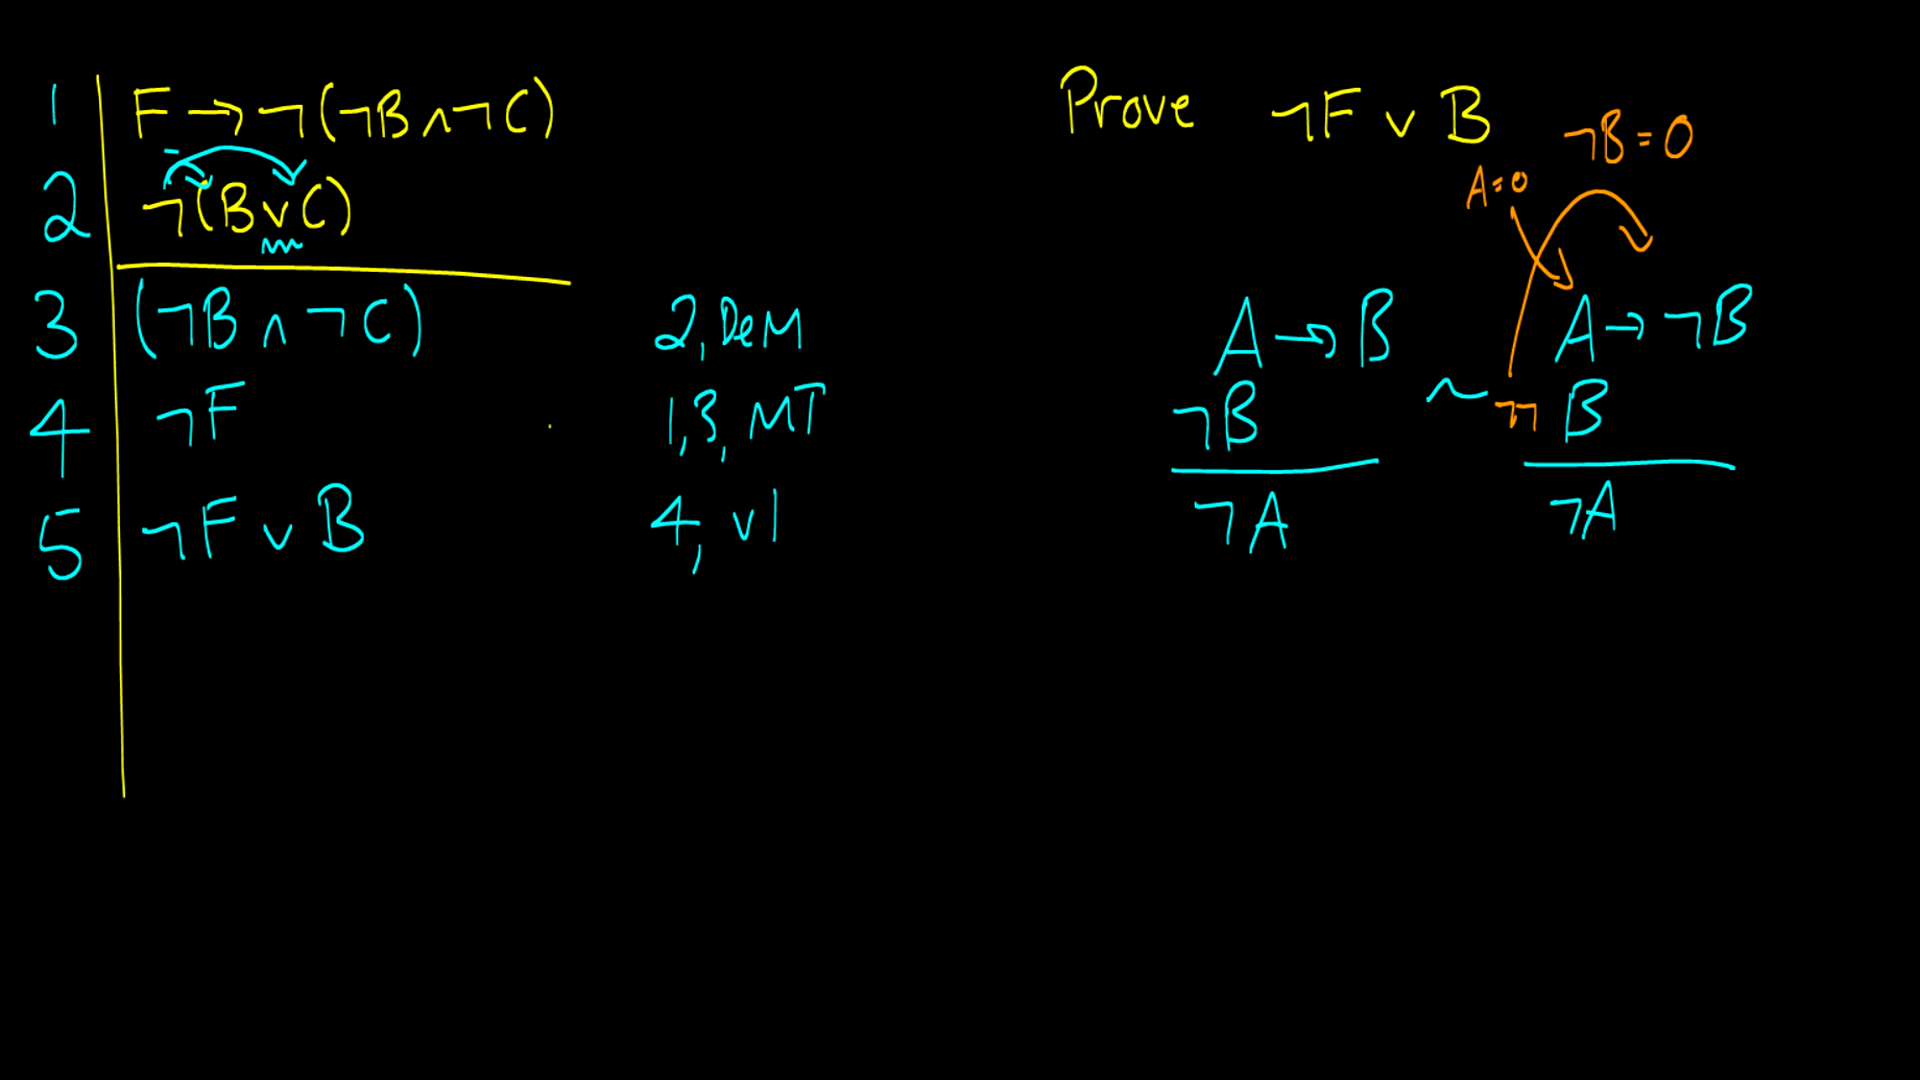 1 F → ¬(¬B ∧ ¬C)
2 ¬(B ∨ C)
3 (¬B ∧ ¬C) 2, DeM
4 ¬F 1,3, MT
5 ¬F ∨ B 4, ∨I
Prove ¬F ∨ B
¬B = 0
A = 0
A → B
¬B
¬A
~
A → ¬B
¬¬B
¬A